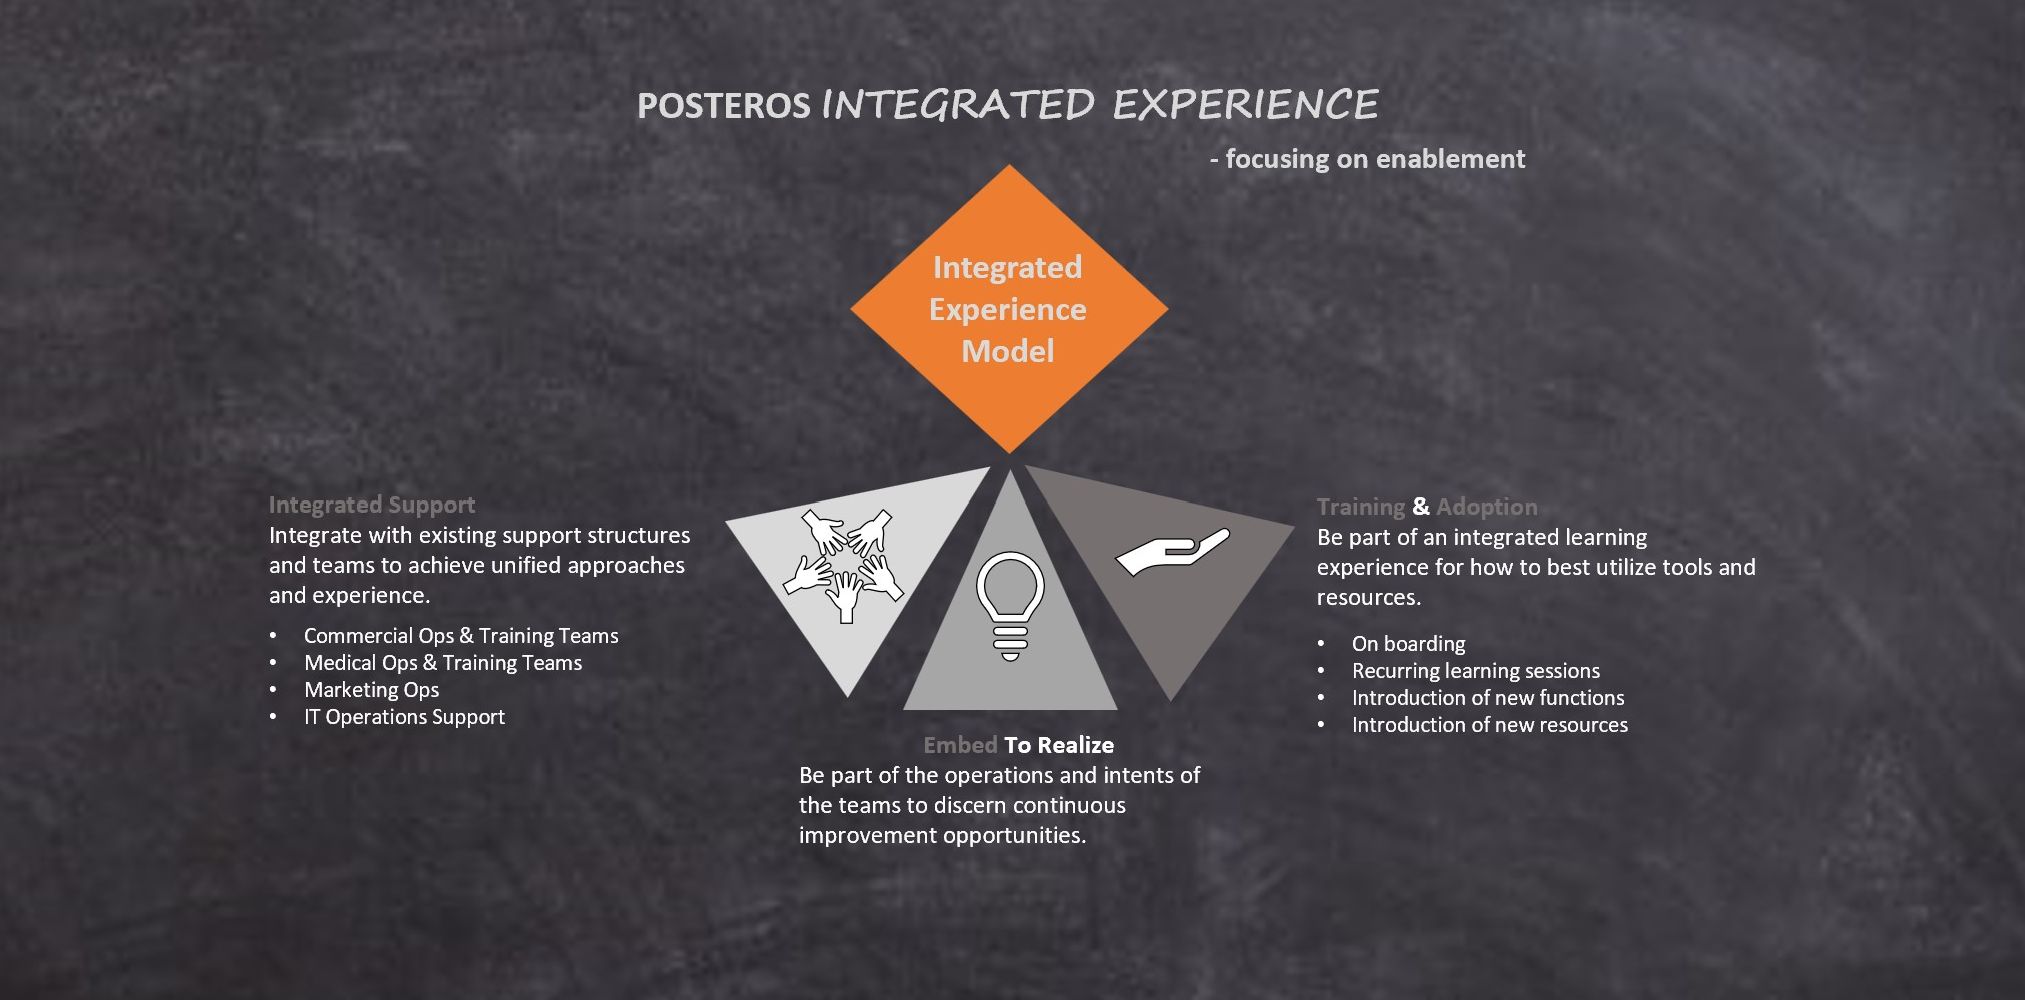 POSTEROS INTEGRATED EXPERIENCE
- focusing on enablement
Integrated
Experience
Model
Integrated Support
Integrate with existing support structures
and teams to achieve unified approaches
and experience.
• Commercial Ops & Training Teams
• Medical Ops & Training Teams
• Marketing Ops
• IT Operations Support
Embed To Realize
Be part of the operations and intents of
the teams to discern continuous
improvement opportunities.
Training & Adoption
Be part of an integrated learning
experience for how to best utilize tools and
resources.
• On boarding
• Recurring learning sessions
• Introduction of new functions
• Introduction of new resources